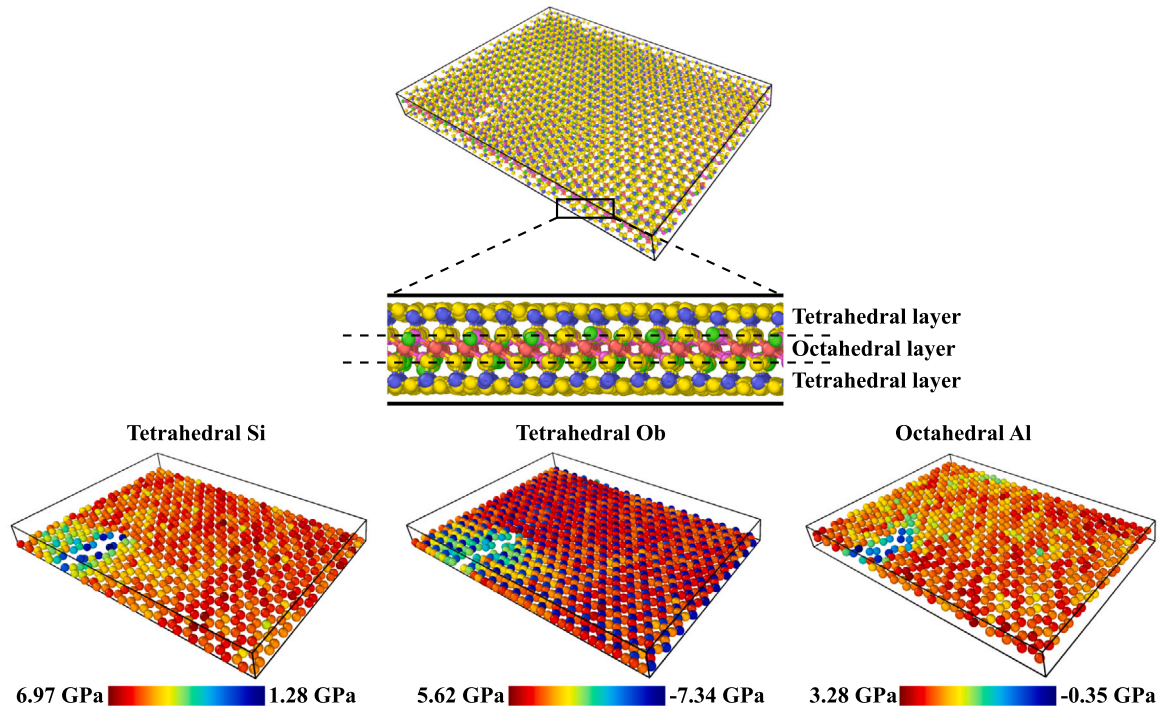 Tetrahedral layer
Octahedral layer
Tetrahedral layer
Tetrahedral Si
Tetrahedral Ob
Octahedral Al
6.97 GPa 1.28 GPa
5.62 GPa -7.34 GPa
3.28 GPa -0.35 GPa